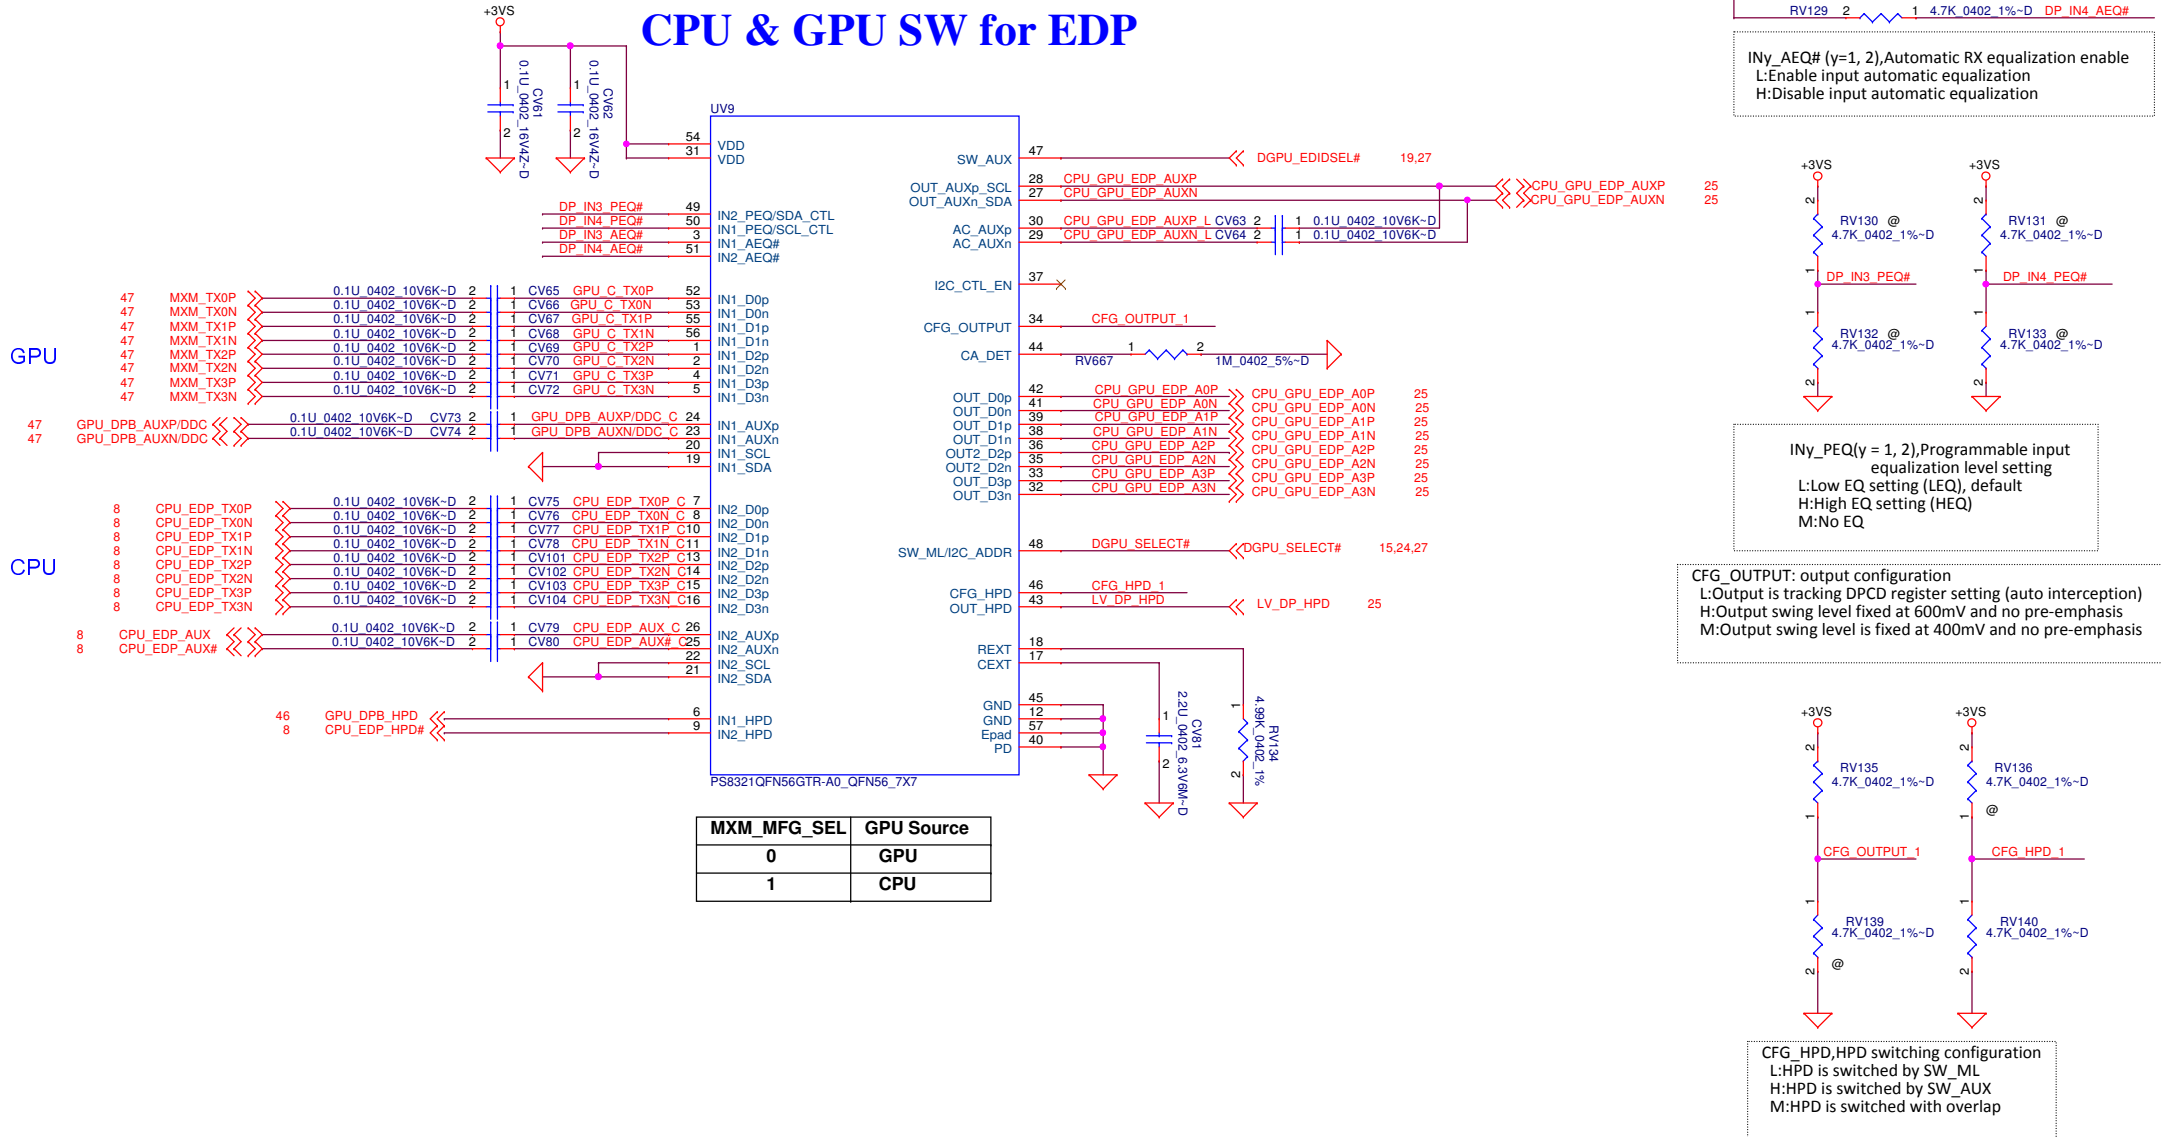 CPU & GPU SW for EDP
+3VS
0.1U_0402_16V4Z~D
CV61
1
2
0.1U_0402_16V4Z~D
CV62
1
2
RV129 2 1 4.7K_0402_1%~D DP_IN4_AEQ#
INy_AEQ# (y=1, 2),Automatic RX equalization enable
L:Enable input automatic equalization
H:Disable input automatic equalization
UV9
54 VDD
31 VDD
DP_IN3_PEQ# 49 IN2_PEQ/SDA_CTL
DP_IN4_PEQ# 50 IN1_PEQ/SCL_CTL
DP_IN3_AEQ# 3 IN1_AEQ#
DP_IN4_AEQ# 51 IN2_AEQ#
GPU
47 MXM_TX0P 0.1U_0402_10V6K~D 2 1 CV65 GPU_C_TX0P 52 IN1_D0p
47 MXM_TX0N 0.1U_0402_10V6K~D 2 1 CV66 GPU_C_TX0N 53 IN1_D0n
47 MXM_TX1P 0.1U_0402_10V6K~D 2 1 CV67 GPU_C_TX1P 55 IN1_D1p
47 MXM_TX1N 0.1U_0402_10V6K~D 2 1 CV68 GPU_C_TX1N 56 IN1_D1n
47 MXM_TX2P 0.1U_0402_10V6K~D 2 1 CV69 GPU_C_TX2P 1 IN1_D2p
47 MXM_TX2N 0.1U_0402_10V6K~D 2 1 CV70 GPU_C_TX2N 2 IN1_D2n
47 MXM_TX3P 0.1U_0402_10V6K~D 2 1 CV71 GPU_C_TX3P 4 IN1_D3p
47 MXM_TX3N 0.1U_0402_10V6K~D 2 1 CV72 GPU_C_TX3N 5 IN1_D3n
47 GPU_DPB_AUXP/DDC 0.1U_0402_10V6K~D CV73 2 1 GPU_DPB_AUXP/DDC_C 24 IN1_AUXp
47 GPU_DPB_AUXN/DDC 0.1U_0402_10V6K~D CV74 2 1 GPU_DPB_AUXN/DDC_C 23 IN1_AUXn
20 IN1_SCL
19 IN1_SDA
CPU
8 CPU_EDP_TX0P 0.1U_0402_10V6K~D 2 1 CV75 CPU_EDP_TX0P_C 7 IN2_D0p
8 CPU_EDP_TX0N 0.1U_0402_10V6K~D 2 1 CV76 CPU_EDP_TX0N_C 8 IN2_D0n
8 CPU_EDP_TX1P 0.1U_0402_10V6K~D 2 1 CV77 CPU_EDP_TX1P_C 10 IN2_D1p
8 CPU_EDP_TX1N 0.1U_0402_10V6K~D 2 1 CV78 CPU_EDP_TX1N_C 11 IN2_D1n
8 CPU_EDP_TX2P 0.1U_0402_10V6K~D 2 1 CV101 CPU_EDP_TX2P_C 13 IN2_D2p
8 CPU_EDP_TX2N 0.1U_0402_10V6K~D 2 1 CV102 CPU_EDP_TX2N_C 14 IN2_D2n
8 CPU_EDP_TX3P 0.1U_0402_10V6K~D 2 1 CV103 CPU_EDP_TX3P_C 15 IN2_D3p
8 CPU_EDP_TX3N 0.1U_0402_10V6K~D 2 1 CV104 CPU_EDP_TX3N_C 16 IN2_D3n
8 CPU_EDP_AUX 0.1U_0402_10V6K~D 2 1 CV79 CPU_EDP_AUX_C 26 IN2_AUXp
8 CPU_EDP_AUX# 0.1U_0402_10V6K~D 2 1 CV80 CPU_EDP_AUX#_C 25 IN2_AUXn
22 IN2_SCL
21 IN2_SDA
46 GPU_DPB_HPD 6 IN1_HPD
8 CPU_EDP_HPD# 9 IN2_HPD
SW_AUX 47 DGPU_EDIDSEL# 19,27
OUT_AUXp_SCL 28 CPU_GPU_EDP_AUXP CPU_GPU_EDP_AUXP 25
OUT_AUXn_SDA 27 CPU_GPU_EDP_AUXN CPU_GPU_EDP_AUXN 25
AC_AUXp 30 CPU_GPU_EDP_AUXP_L CV63 2 1 0.1U_0402_10V6K~D
AC_AUXn 29 CPU_GPU_EDP_AUXN_L CV64 2 1 0.1U_0402_10V6K~D
I2C_CTL_EN 37
CFG_OUTPUT 34 CFG_OUTPUT_1
CA_DET 44 RV667 1 2 1M_0402_5%~D
OUT_D0p 42 CPU_GPU_EDP_A0P CPU_GPU_EDP_A0P 25
OUT_D0n 41 CPU_GPU_EDP_A0N CPU_GPU_EDP_A0N 25
OUT_D1p 39 CPU_GPU_EDP_A1P CPU_GPU_EDP_A1P 25
OUT_D1n 38 CPU_GPU_EDP_A1N CPU_GPU_EDP_A1N 25
OUT2_D2p 36 CPU_GPU_EDP_A2P CPU_GPU_EDP_A2P 25
OUT2_D2n 35 CPU_GPU_EDP_A2N CPU_GPU_EDP_A2N 25
OUT_D3p 33 CPU_GPU_EDP_A3P CPU_GPU_EDP_A3P 25
OUT_D3n 32 CPU_GPU_EDP_A3N CPU_GPU_EDP_A3N 25
SW_ML/I2C_ADDR 48 DGPU_SELECT# DGPU_SELECT# 15,24,27
CFG_HPD 46 CFG_HPD_1
OUT_HPD 43 LV_DP_HPD LV_DP_HPD 25
REXT 18
CEXT 17
GND 45
GND 12
Epad 57
PD 40
1
2
CV81
2.2U_0402_6.3V6M~D
1
2
RV134
4.99K_0402_1%
PS8321QFN56GTR-A0_QFN56_7X7
MXM_MFG_SEL GPU Source
0 GPU
1 CPU
+3VS +3VS
2 2
RV130 @ RV131 @
4.7K_0402_1%~D 4.7K_0402_1%~D
1 1
DP_IN3_PEQ# DP_IN4_PEQ#
1 1
RV132 @ RV133 @
4.7K_0402_1%~D 4.7K_0402_1%~D
2 2
INy_PEQ(y = 1, 2),Programmable input
equalization level setting
L:Low EQ setting (LEQ), default
H:High EQ setting (HEQ)
M:No EQ
CFG_OUTPUT: output configuration
L:Output is tracking DPCD register setting (auto interception)
H:Output swing level fixed at 600mV and no pre-emphasis
M:Output swing level is fixed at 400mV and no pre-emphasis
+3VS +3VS
2 2
RV135 RV136
4.7K_0402_1%~D 4.7K_0402_1%~D
1 1 @
CFG_OUTPUT_1 CFG_HPD_1
1 1
RV139 RV140
4.7K_0402_1%~D 4.7K_0402_1%~D
2 @ 2
CFG_HPD,HPD switching configuration
L:HPD is switched by SW_ML
H:HPD is switched by SW_AUX
M:HPD is switched with overlap